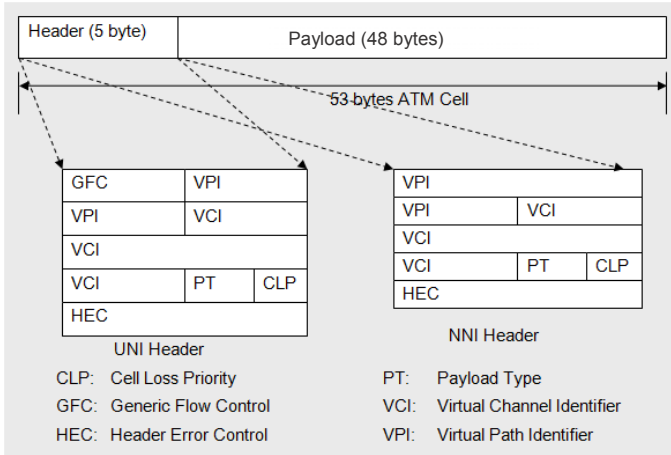 Header (5 byte)
Payload (48 bytes)
53 bytes ATM Cell
GFC VPI
VPI VCI
VCI
VCI PT CLP
HEC
UNI Header
VPI
VPI VCI
VCI
VCI PT CLP
HEC
NNI Header
CLP: Cell Loss Priority
GFC: Generic Flow Control
HEC: Header Error Control
PT: Payload Type
VCI: Virtual Channel Identifier
VPI: Virtual Path Identifier